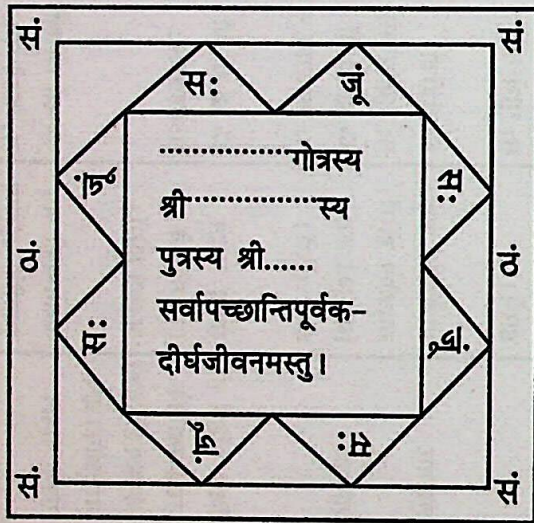 सं सं
सः जूं
जूं सः
................गोत्रस्य
श्री................स्य
ठं पुत्रस्य श्री...... ठं
सर्वापच्छान्तिपूर्वक-
सः जूं
दीर्घजीवनमस्तु।
जूं सः
सं सं